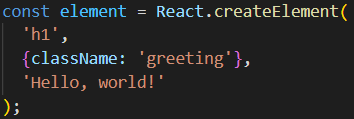 const element = React.createElement(
  'h1',
  {className: 'greeting'},
  'Hello, world!'
);